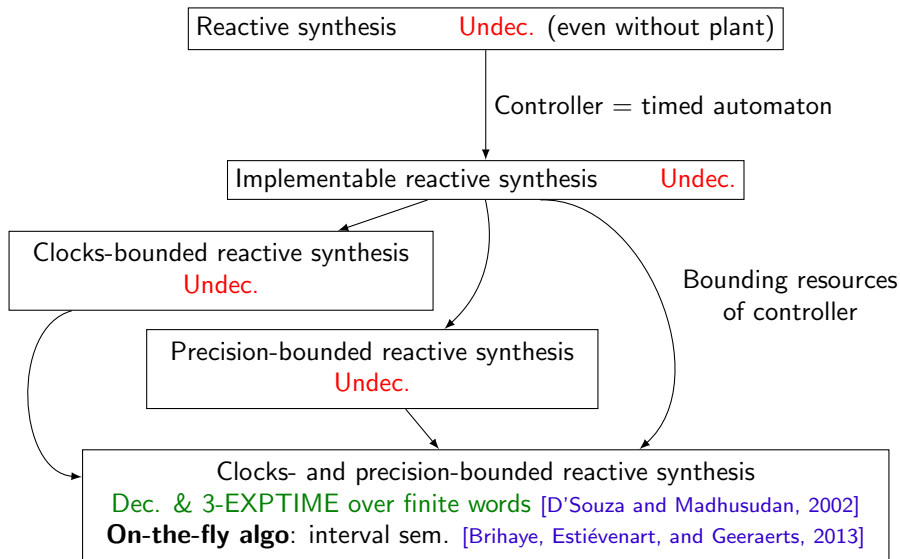 Reactive synthesis Undec. (even without plant)
Controller = timed automaton
Implementable reactive synthesis Undec.
Clocks-bounded reactive synthesis
Undec.
Bounding resources
of controller
Precision-bounded reactive synthesis
Undec.
Clocks- and precision-bounded reactive synthesis
Dec. & 3-EXPTIME over finite words [D'Souza and Madhusudan, 2002]
On-the-fly algo: interval sem. [Brihaye, Estiévenart, and Geeraerts, 2013]